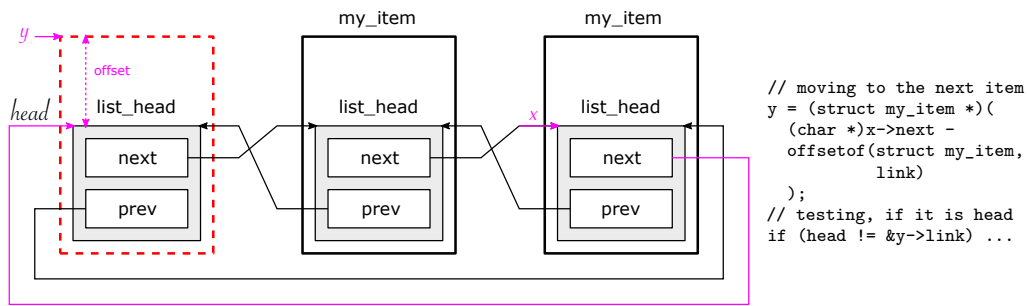 my_item
my_item
y
offset
head
list_head
list_head
x
list_head
next
next
next
prev
prev
prev
// moving to the next item
y = (struct my_item *)(
(char *)x->next -
offsetof(struct my_item,
link)
);
// testing, if it is head
if (head != &y->link) ...